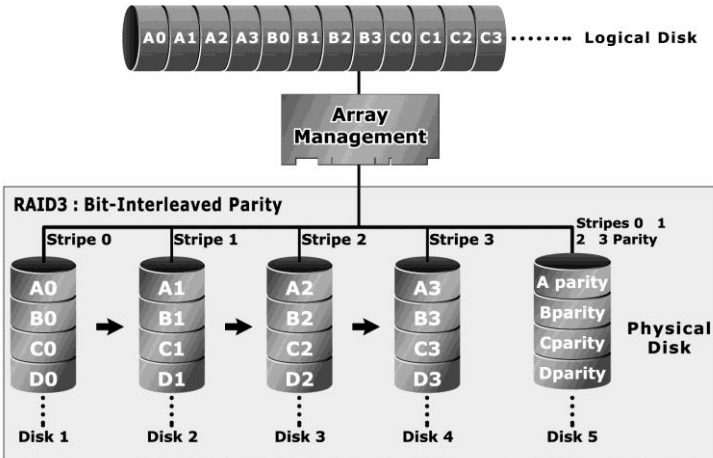 A0 A1 A2 A3 B0 B1 B2 B3 C0 C1 C2 C3 Logical Disk
Array
Management
RAID3 : Bit-Interleaved Parity
Stripe 0 Stripe 1 Stripe 2 Stripe 3 Stripes 0 1
2 3 Parity
A0 A1 A2 A3 A parity
B0 B1 B2 B3 Bparity
C0 C1 C2 C3 Cparity
D0 D1 D2 D3 Dparity
Physical
Disk
Disk 1 Disk 2 Disk 3 Disk 4 Disk 5